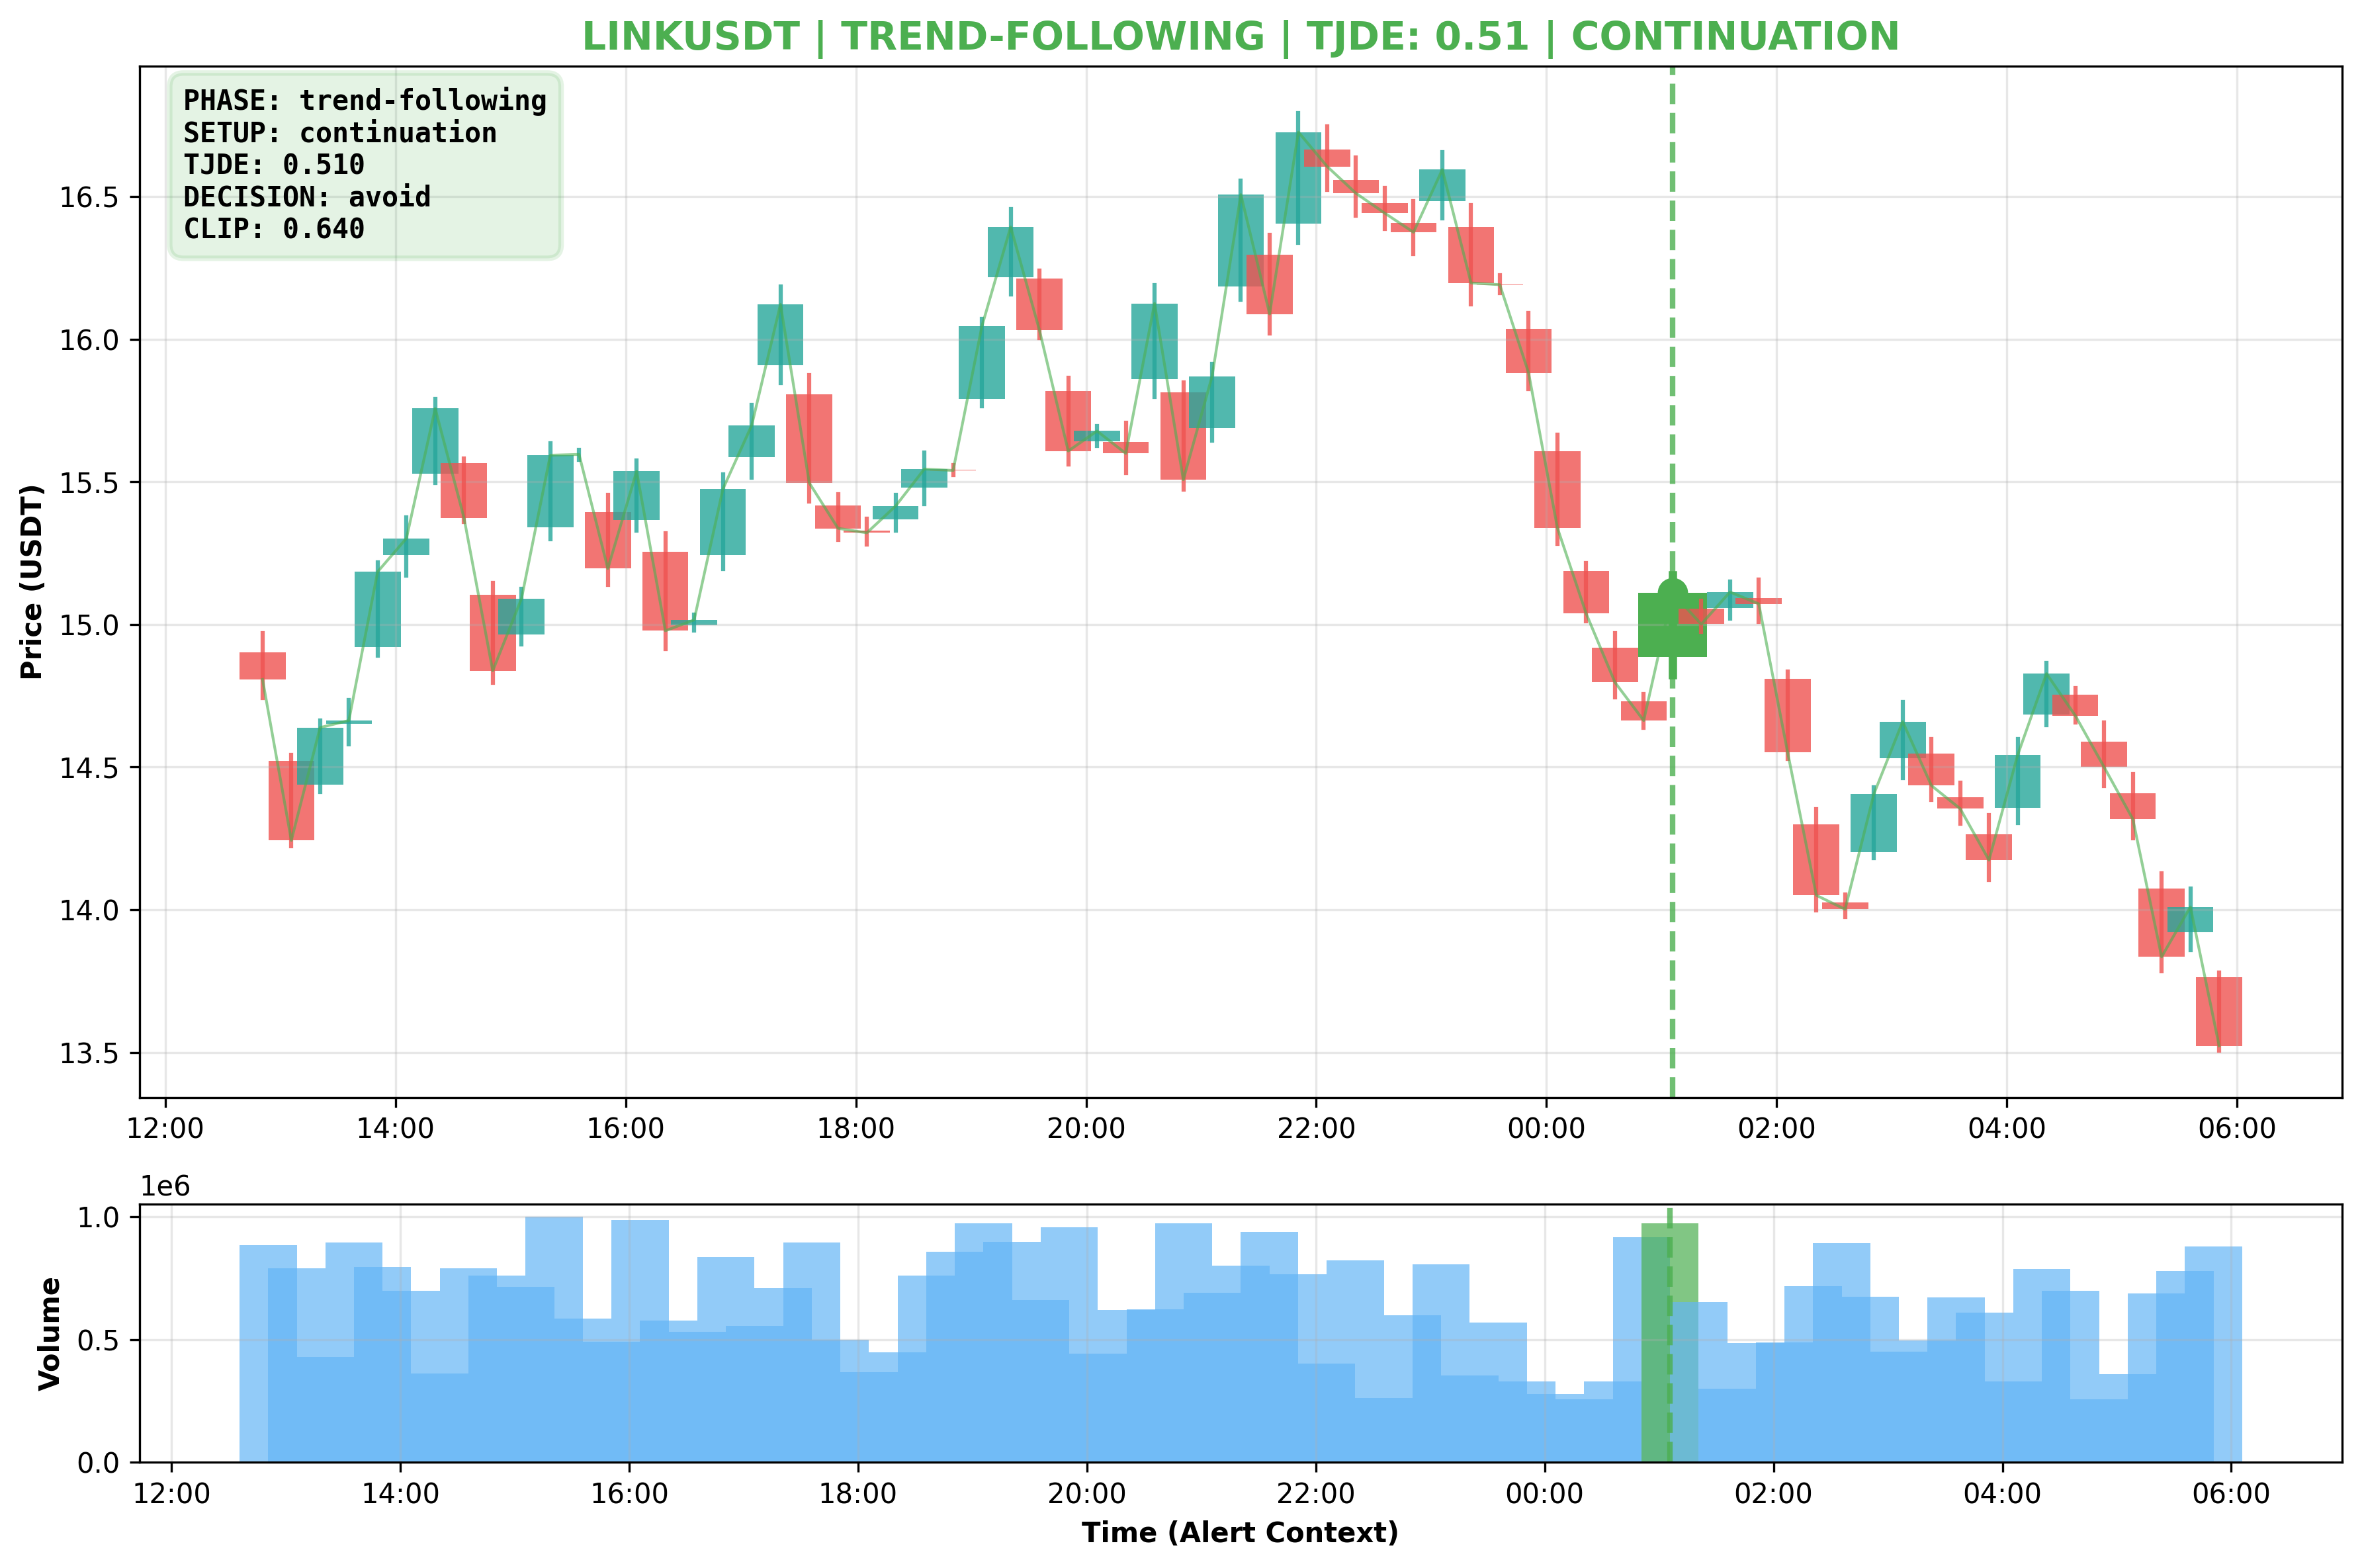 LINKUSDT | TREND-FOLLOWING | TJDE: 0.51 | CONTINUATION
PHASE: trend-following
SETUP: continuation
TJDE: 0.510
DECISION: avoid
CLIP: 0.640
Price (USDT)
16.5
16.0
15.5
15.0
14.5
14.0
13.5
12:00 14:00 16:00 18:00 20:00 22:00 00:00 02:00 04:00 06:00
1e6
Volume
1.0
0.5
0.0
12:00 14:00 16:00 18:00 20:00 22:00 00:00 02:00 04:00 06:00
Time (Alert Context)